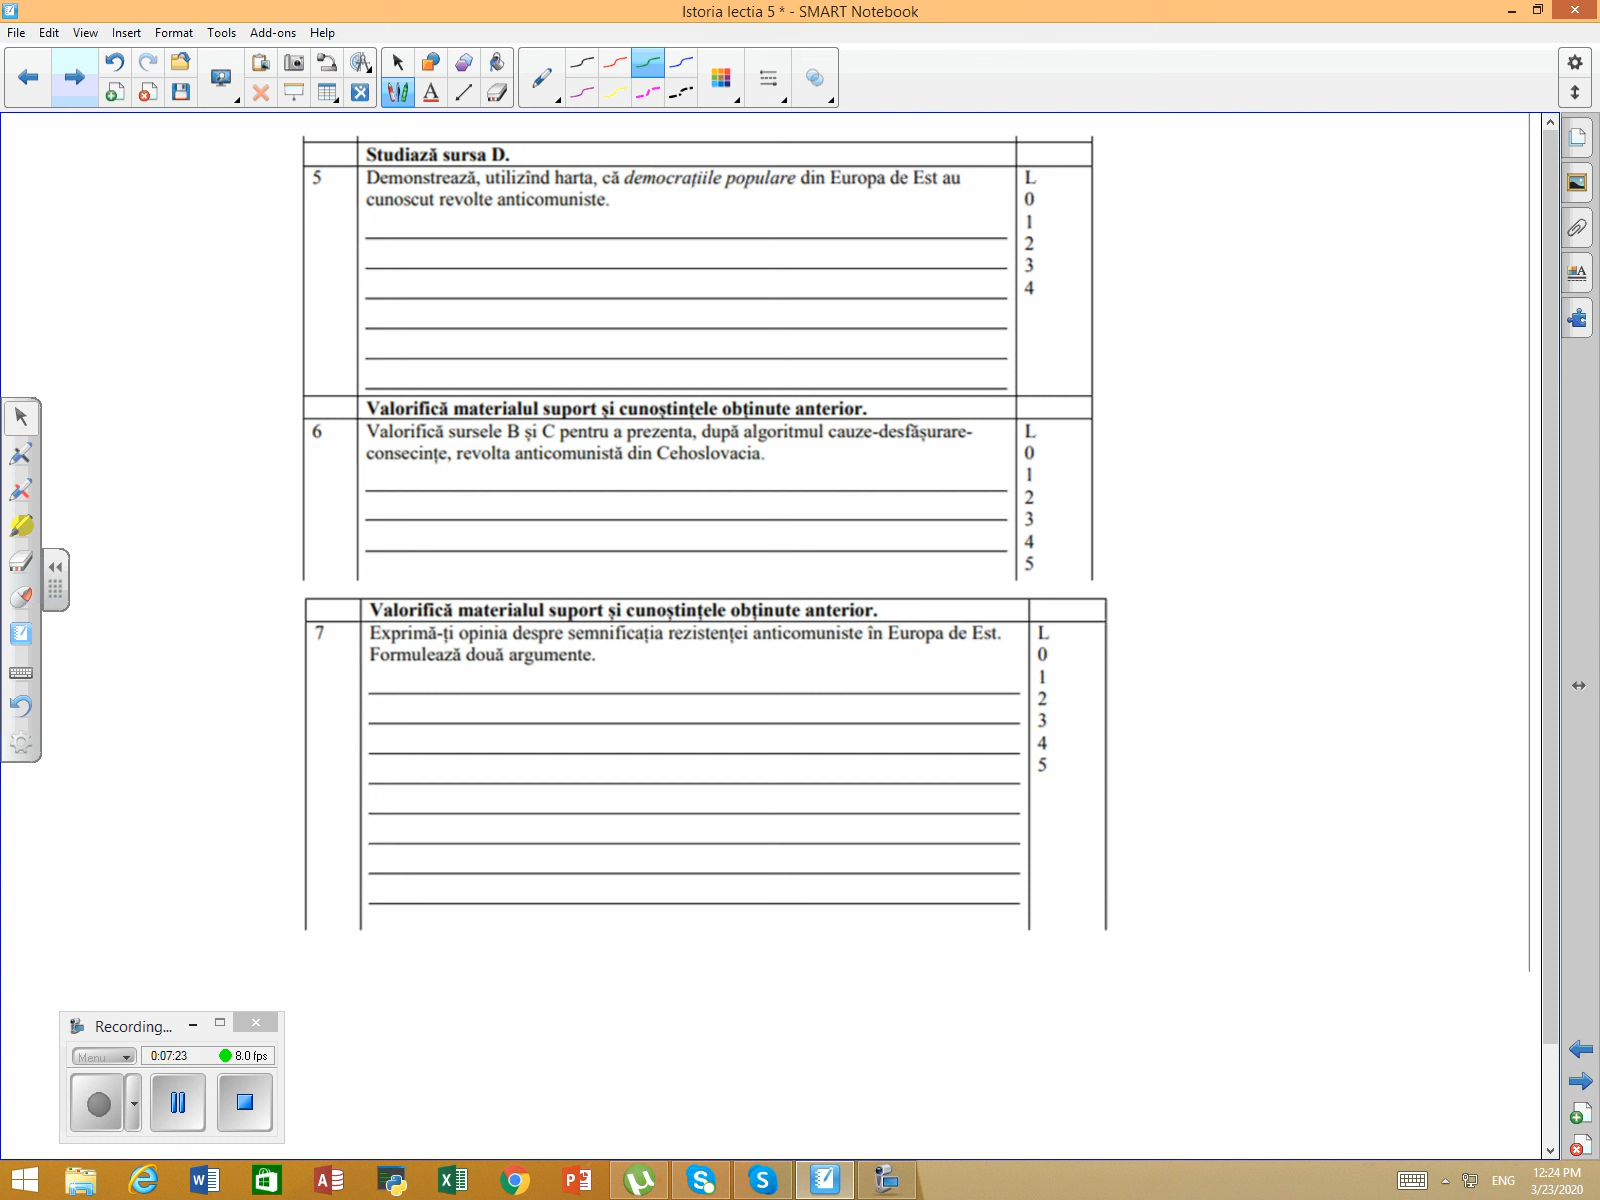 Istoria lectia 5 * - SMART Notebook
File Edit View Insert Format Tools Add-ons Help
Studiază sursa D.
5 Demonstrează, utilizînd harta, că democrațiile populare din Europa de Est au L
cunoscut revolte anticomuniste. 0
1
2
3
4
Valorifică materialul suport și cunoștințele obținute anterior.
6 Valorifică sursele B și C pentru a prezenta, după algoritmul cauze-desfășurare- L
consecințe, revolta anticomunistă din Cehoslovacia. 0
1
2
3
4
5
Valorifică materialul suport și cunoștințele obținute anterior.
7 Exprimă-ți opinia despre semnificația rezistenței anticomuniste în Europa de Est. L
Formulează două argumente. 0
1
2
3
4
5
Recording...
Menu 0:07:23 8.0 fps
ENG 12:24 PM
3/23/2020